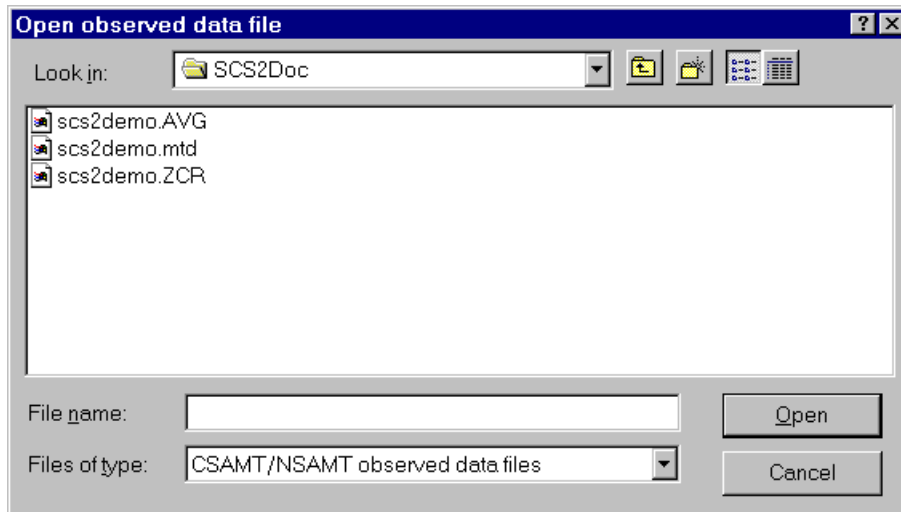 Open observed data file
Look in: SCS2Doc
scs2demo.AVG
scs2demo.mtd
scs2demo.ZCR
File name: Open
Files of type: CSAMT/NSAMT observed data files Cancel